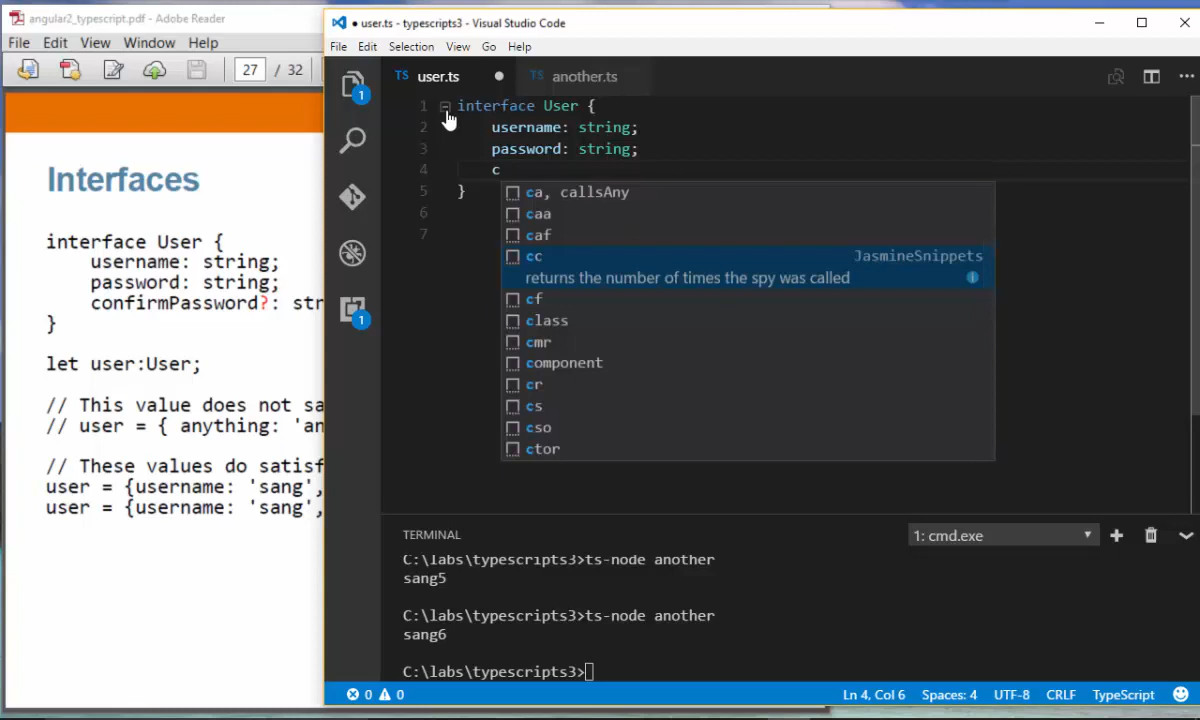 angular2_typescript.pdf - Adobe Reader
File Edit View Window Help
27 / 32
Interfaces
interface User {
username: string;
password: string;
confirmPassword?: str
}
let user:User;
// This value does not sa
// user = { anything: 'an
// These values do satisf
user = {username: 'sang',
user = {username: 'sang',
● user.ts - typescripts3 - Visual Studio Code
File Edit Selection View Go Help
TS user.ts ● TS another.ts
1
1
1 interface User {
2 username: string;
3 password: string;
4 c
5 }
6
7
ca, callsAny
caa
caf
cc JasmineSnippets
returns the number of times the spy was called
cf
class
cmr
component
cr
cs
cso
ctor
TERMINAL
1: cmd.exe
C:\labs\typescripts3>ts-node another
sang5
C:\labs\typescripts3>ts-node another
sang6
C:\labs\typescripts3>
0 0 Ln 4, Col 6 Spaces: 4 UTF-8 CRLF TypeScript